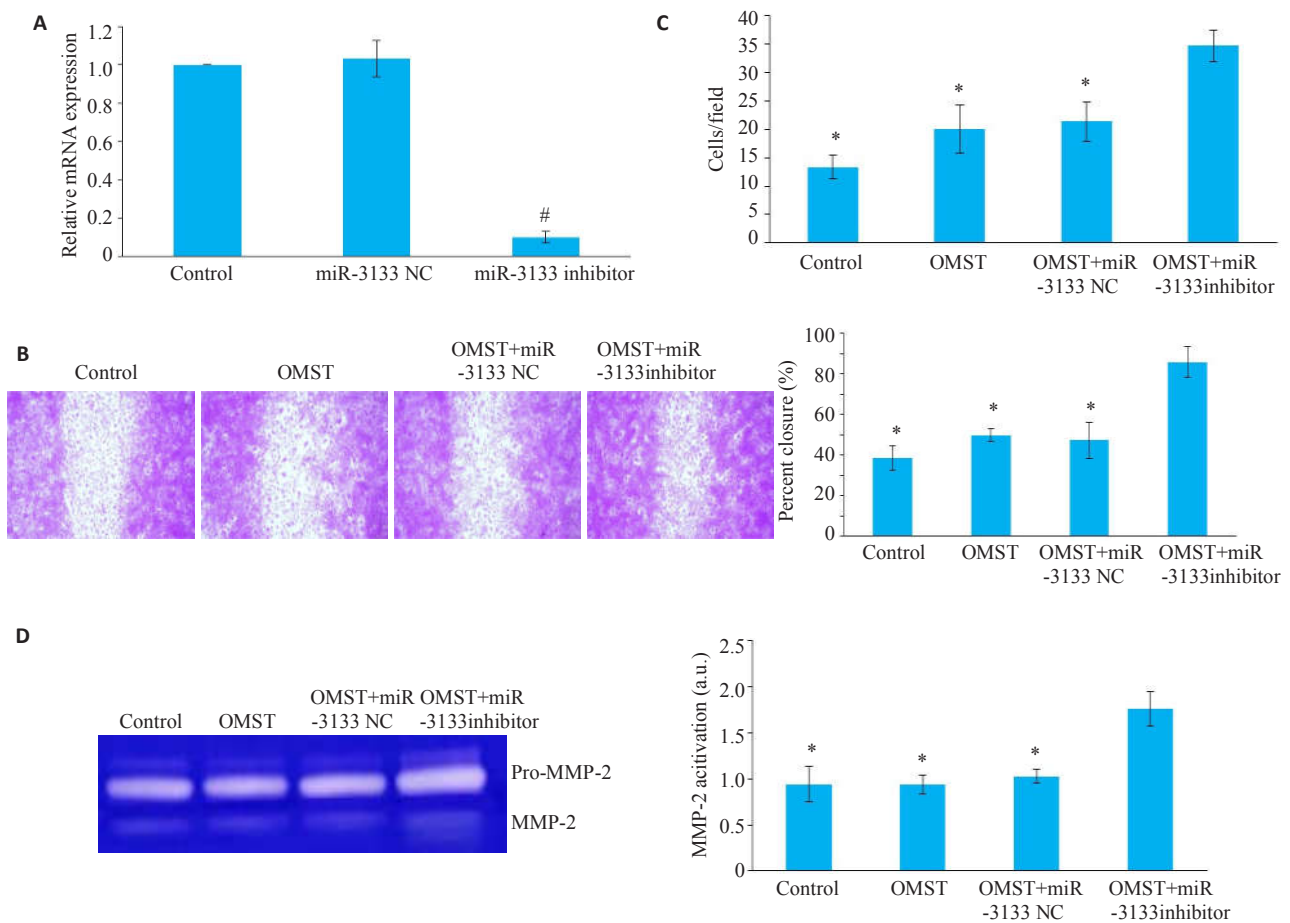 A
Relative mRNA expression
1.2
1.0
0.8
0.6
0.4
0.2
0
#
Control
miR-3133 NC
miR-3133 inhibitor
C
Cells/field
40
35
25
20
15
10
5
0
*
*
*
Control
OMST
OMST+miR
-3133 NC
OMST+miR
-3133inhibitor
B
Control
OMST
OMST+miR
-3133 NC
OMST+miR
-3133inhibitor
Percent closure (%)
100
80
60
40
20
0
*
*
*
Control
OMST
OMST+miR
-3133 NC
OMST+miR
-3133inhibitor
D
Control
OMST
OMST+miR
-3133 NC
OMST+miR
-3133inhibitor
Pro-MMP-2
MMP-2
MMP-2 acitivation (a.u.)
2.5
2.0
1.5
1.0
0.5
0
*
*
*
Control
OMST
OMST+miR
-3133 NC
OMST+miR
-3133inhibitor